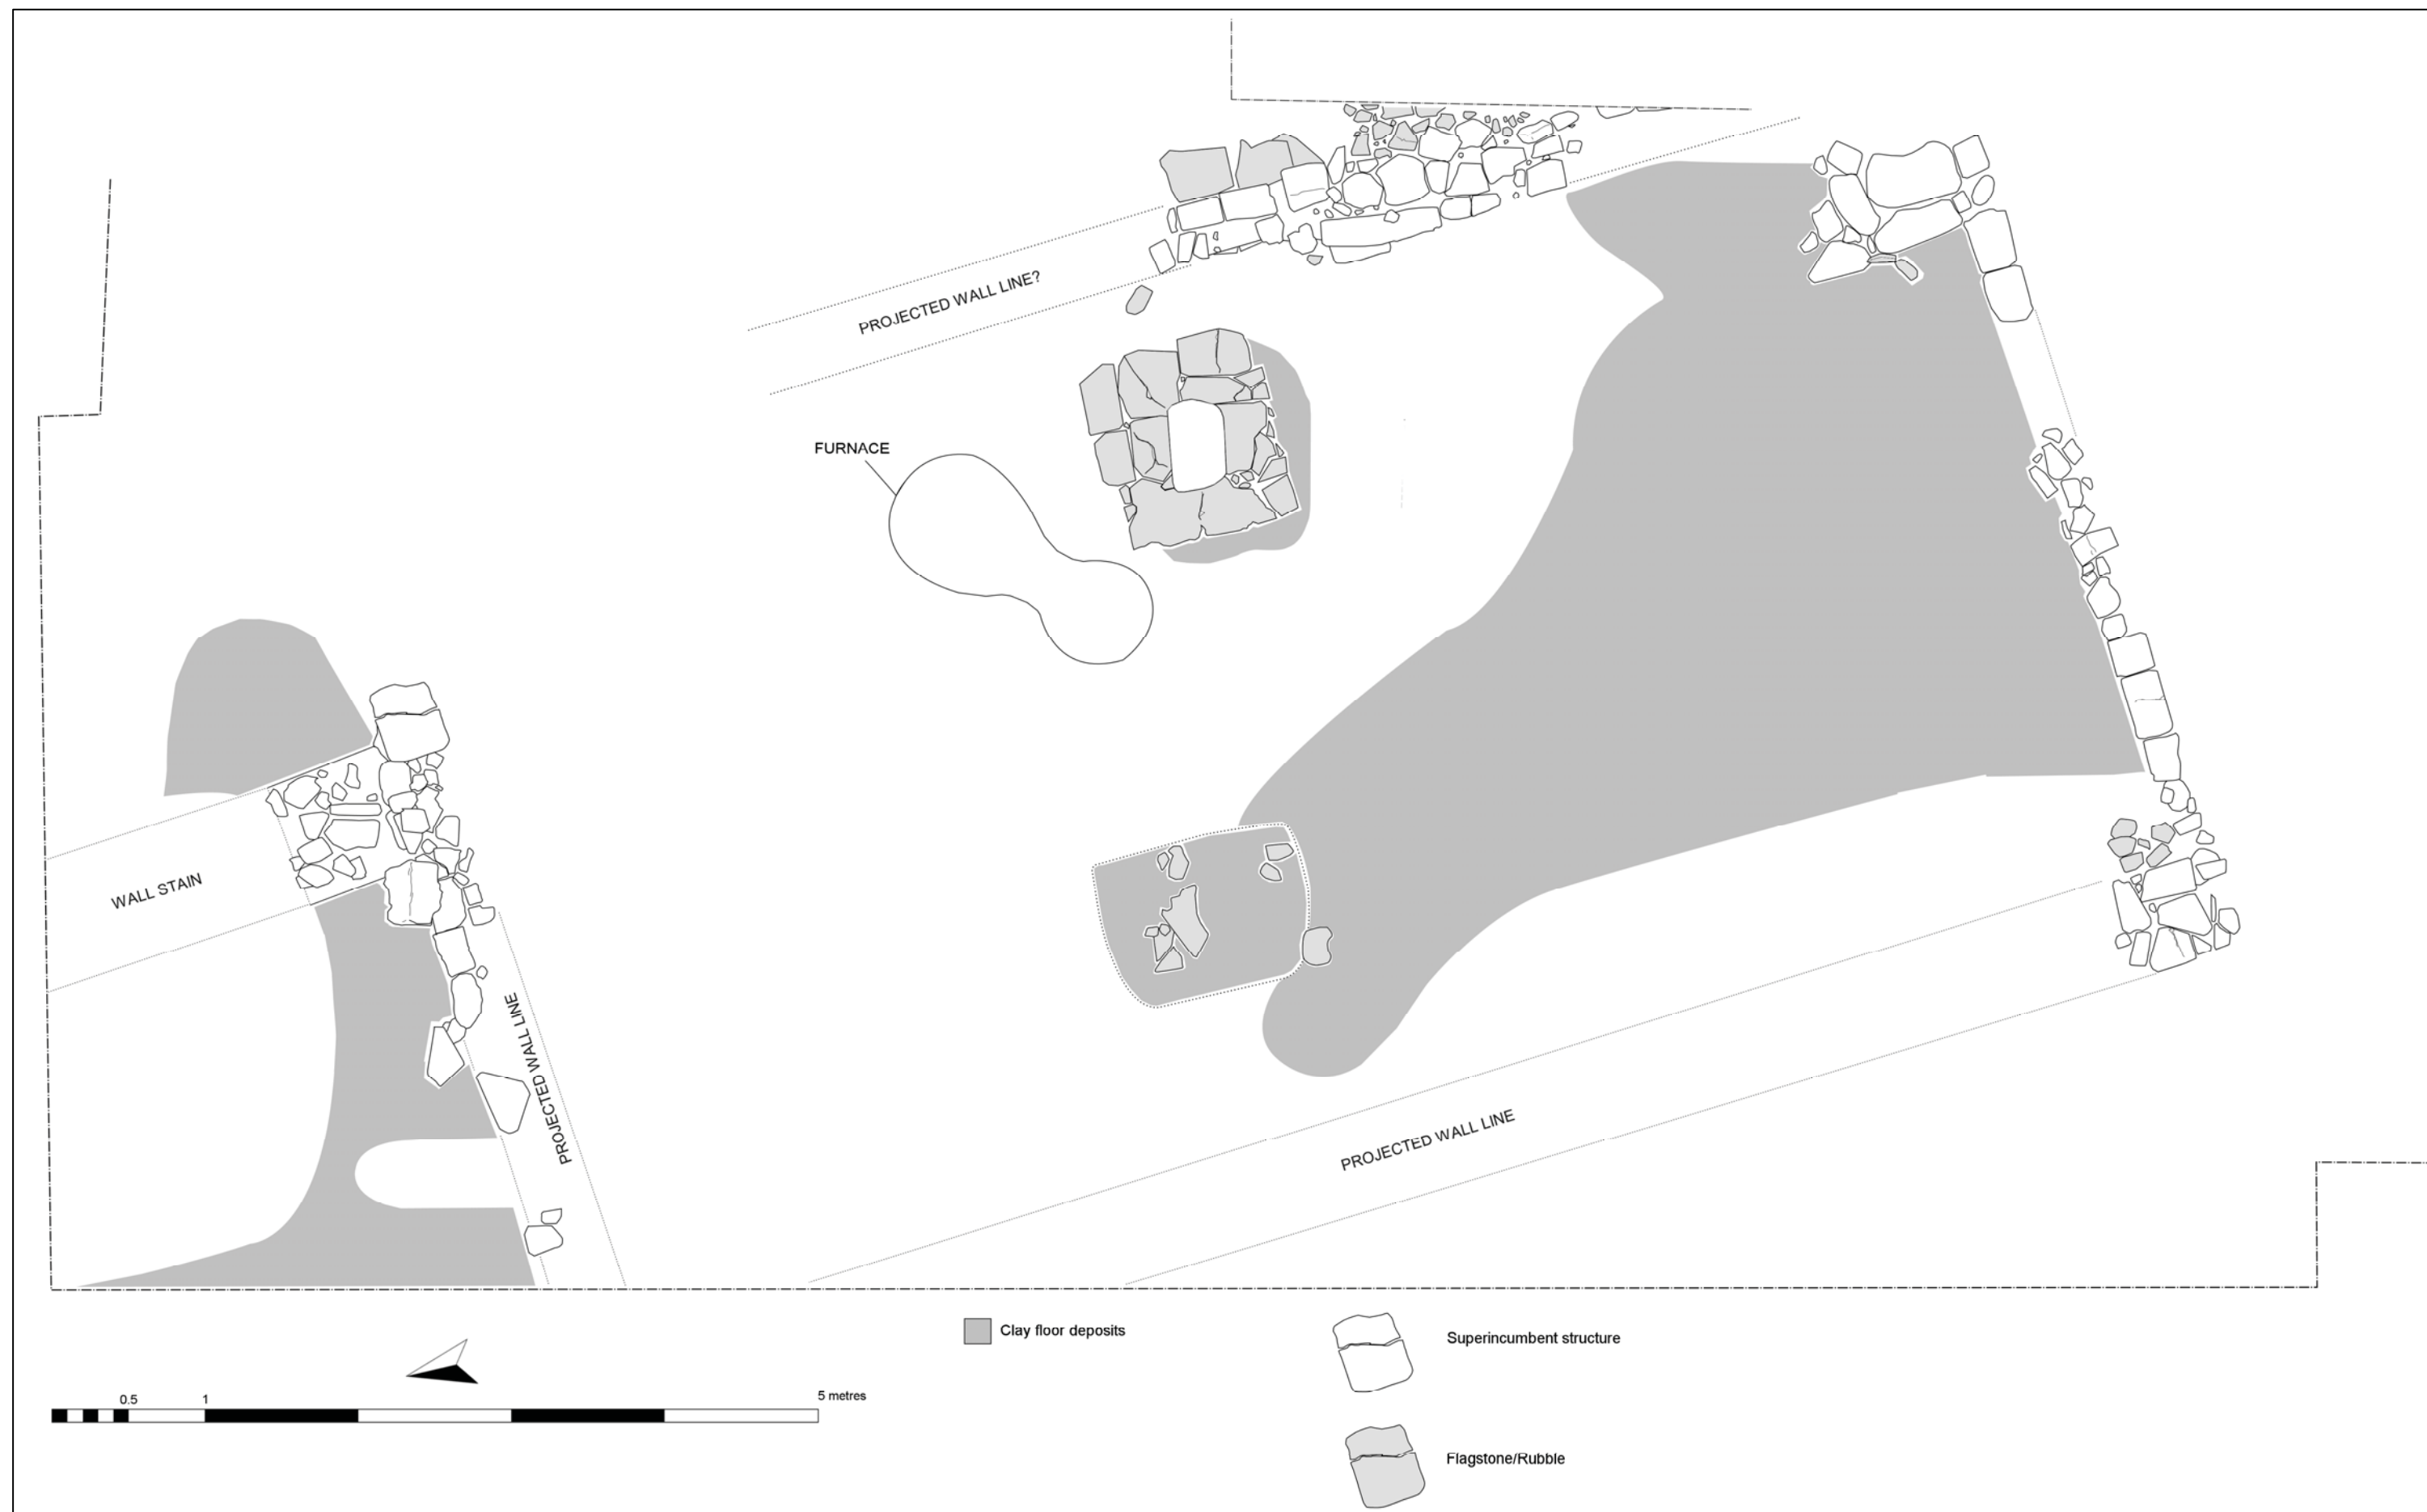 PROJECTED WALL LINE?
FURNACE
WALL STAIN
PROJECTED WALL LINE
PROJECTED WALL LINE
Clay floor deposits
Superincumbent structure
0.5
1
5 metres
Flagstone/Rubble